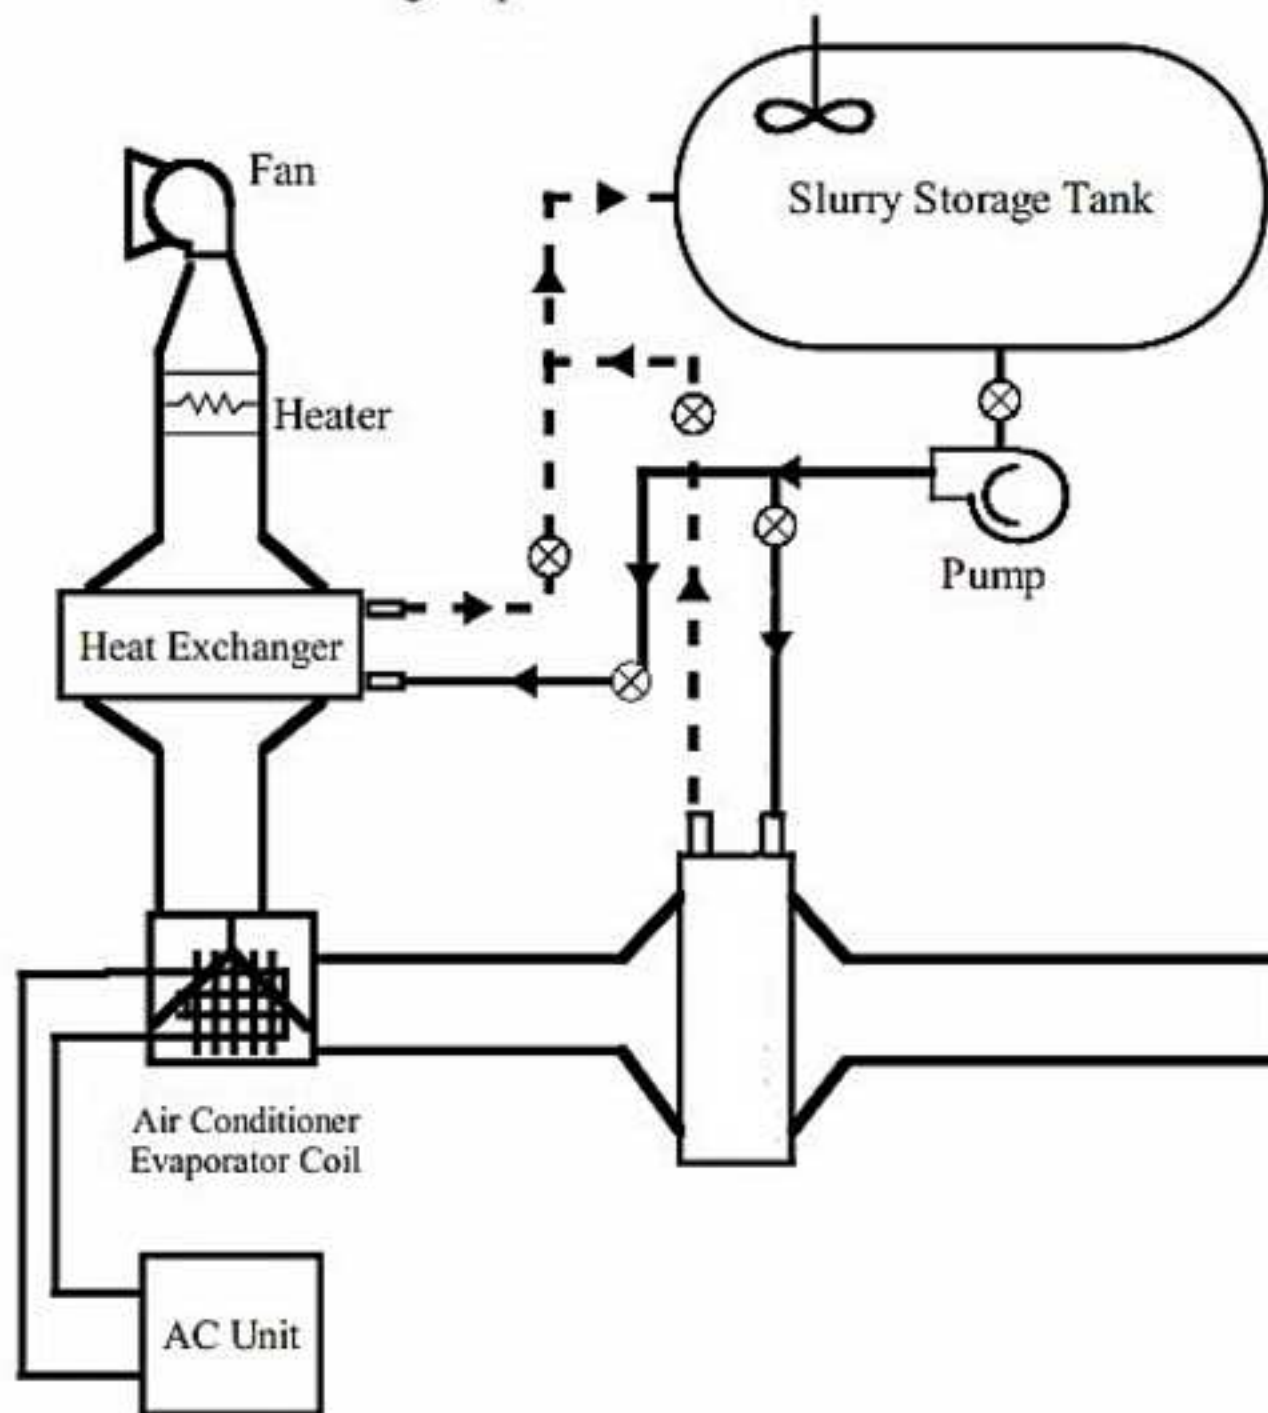 Fan
Slurry Storage Tank
Heater
Pump
Heat Exchanger
Air Conditioner
Evaporator Coil
AC Unit